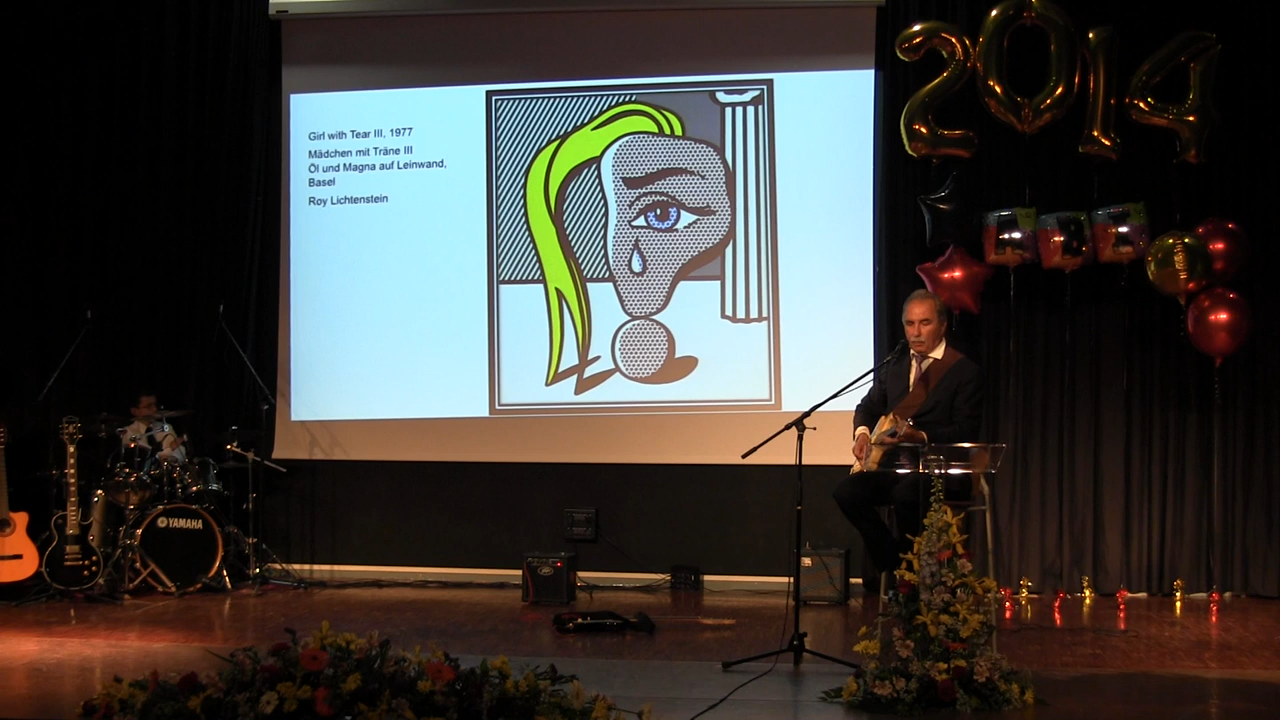 Girl with Tear III, 1977
Mädchen mit Träne III
Öl und Magna auf Leinwand,
Basel
Roy Lichtenstein
2014
YAMAHA